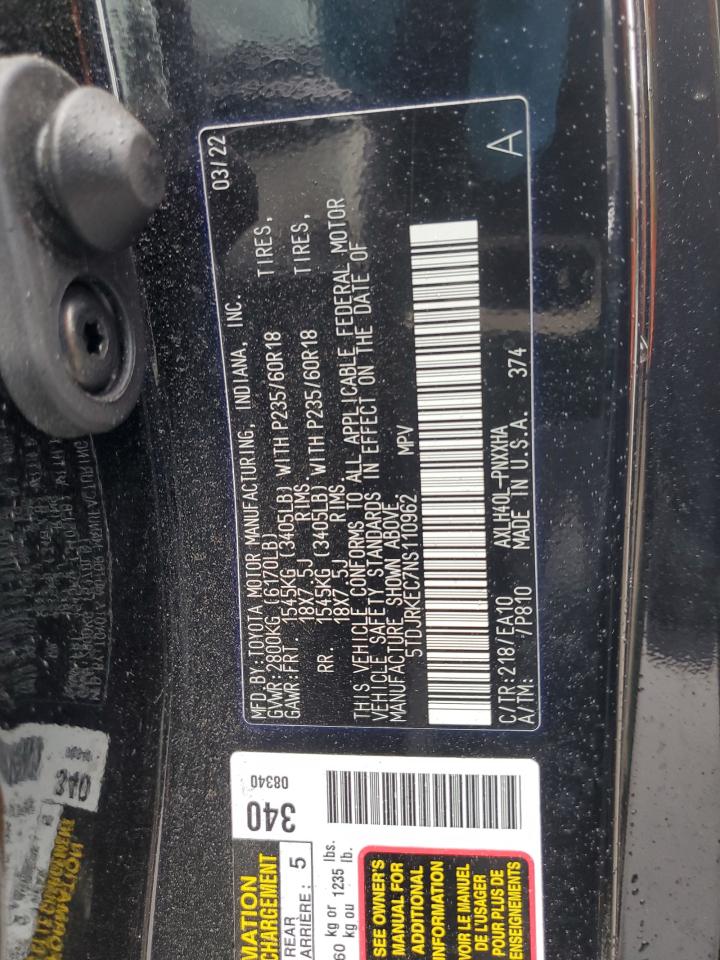 MFD BY:TOYOTA MOTOR MANUFACTURING, INDIANA, INC. 03/22
GVWR:2800KG (6170LB)
GAWR:FRT. 1545KG (3405LB) WITH P235/60R18 TIRES,
18X7.5J RIMS
RR. 1545KG (3405LB) WITH P235/60R18 TIRES,
18X7.5J RIMS
THIS VEHICLE CONFORMS TO ALL APPLICABLE FEDERAL MOTOR
VEHICLE SAFETY STANDARDS IN EFFECT ON THE DATE OF
MANUFACTURE SHOWN ABOVE.
5TDJRKEC7NS110962 MPV
C/TR:218/EA10 AXLH40L-PNXXHA
A/TM: /P810 MADE IN U.S.A. 374 A
340
08340
REAR
ARRIÈRE: 5
60 kg or 1235 lbs.
kg ou lb.
SEE OWNER'S
MANUAL FOR
ADDITIONAL
INFORMATION
VOIR LE MANUEL
DE L'USAGER
POUR PLUS DE
RENSEIGNEMENTS